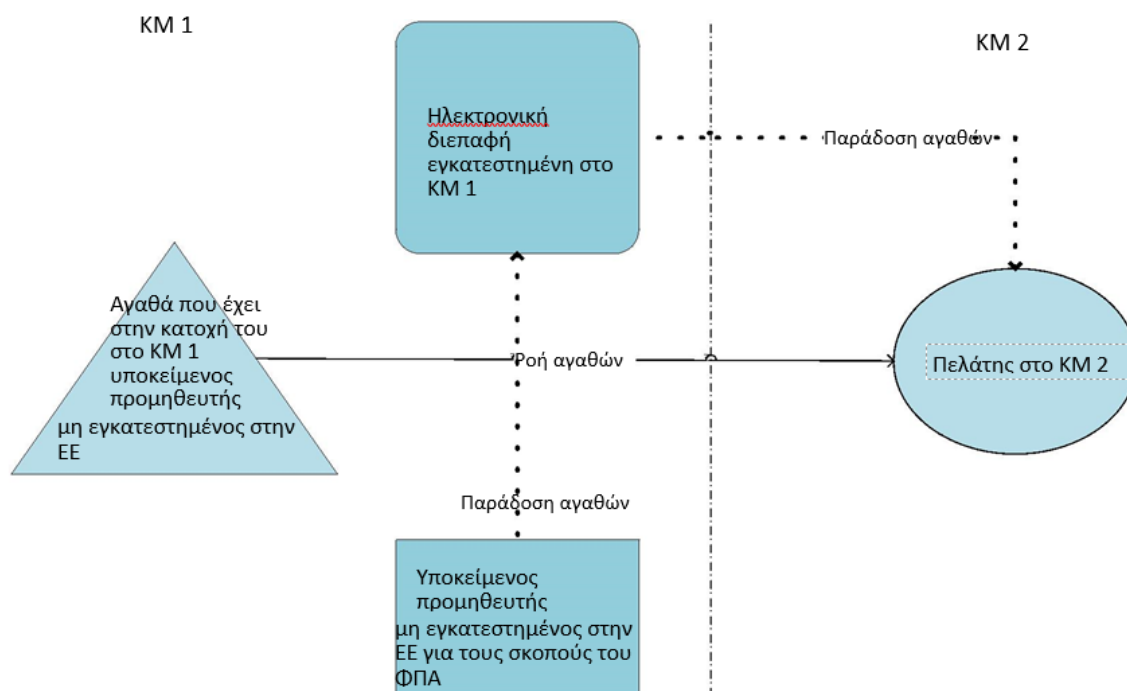 ΚΜ 1
ΚΜ 2
Ηλεκτρονική
διεπαφή
εγκατεστημένη στο
ΚΜ 1
Παράδοση αγαθών
Αγαθά που έχει
στην κατοχή του
στο ΚΜ 1
υποκείμενος
προμηθευτής
μη εγκατεστημένος στην
ΕΕ
Ροή αγαθών
Πελάτης στο ΚΜ 2
Παράδοση αγαθών
Υποκείμενος
προμηθευτής
μη εγκατεστημένος στην
ΕΕ για τους σκοπούς του
ΦΠΑ